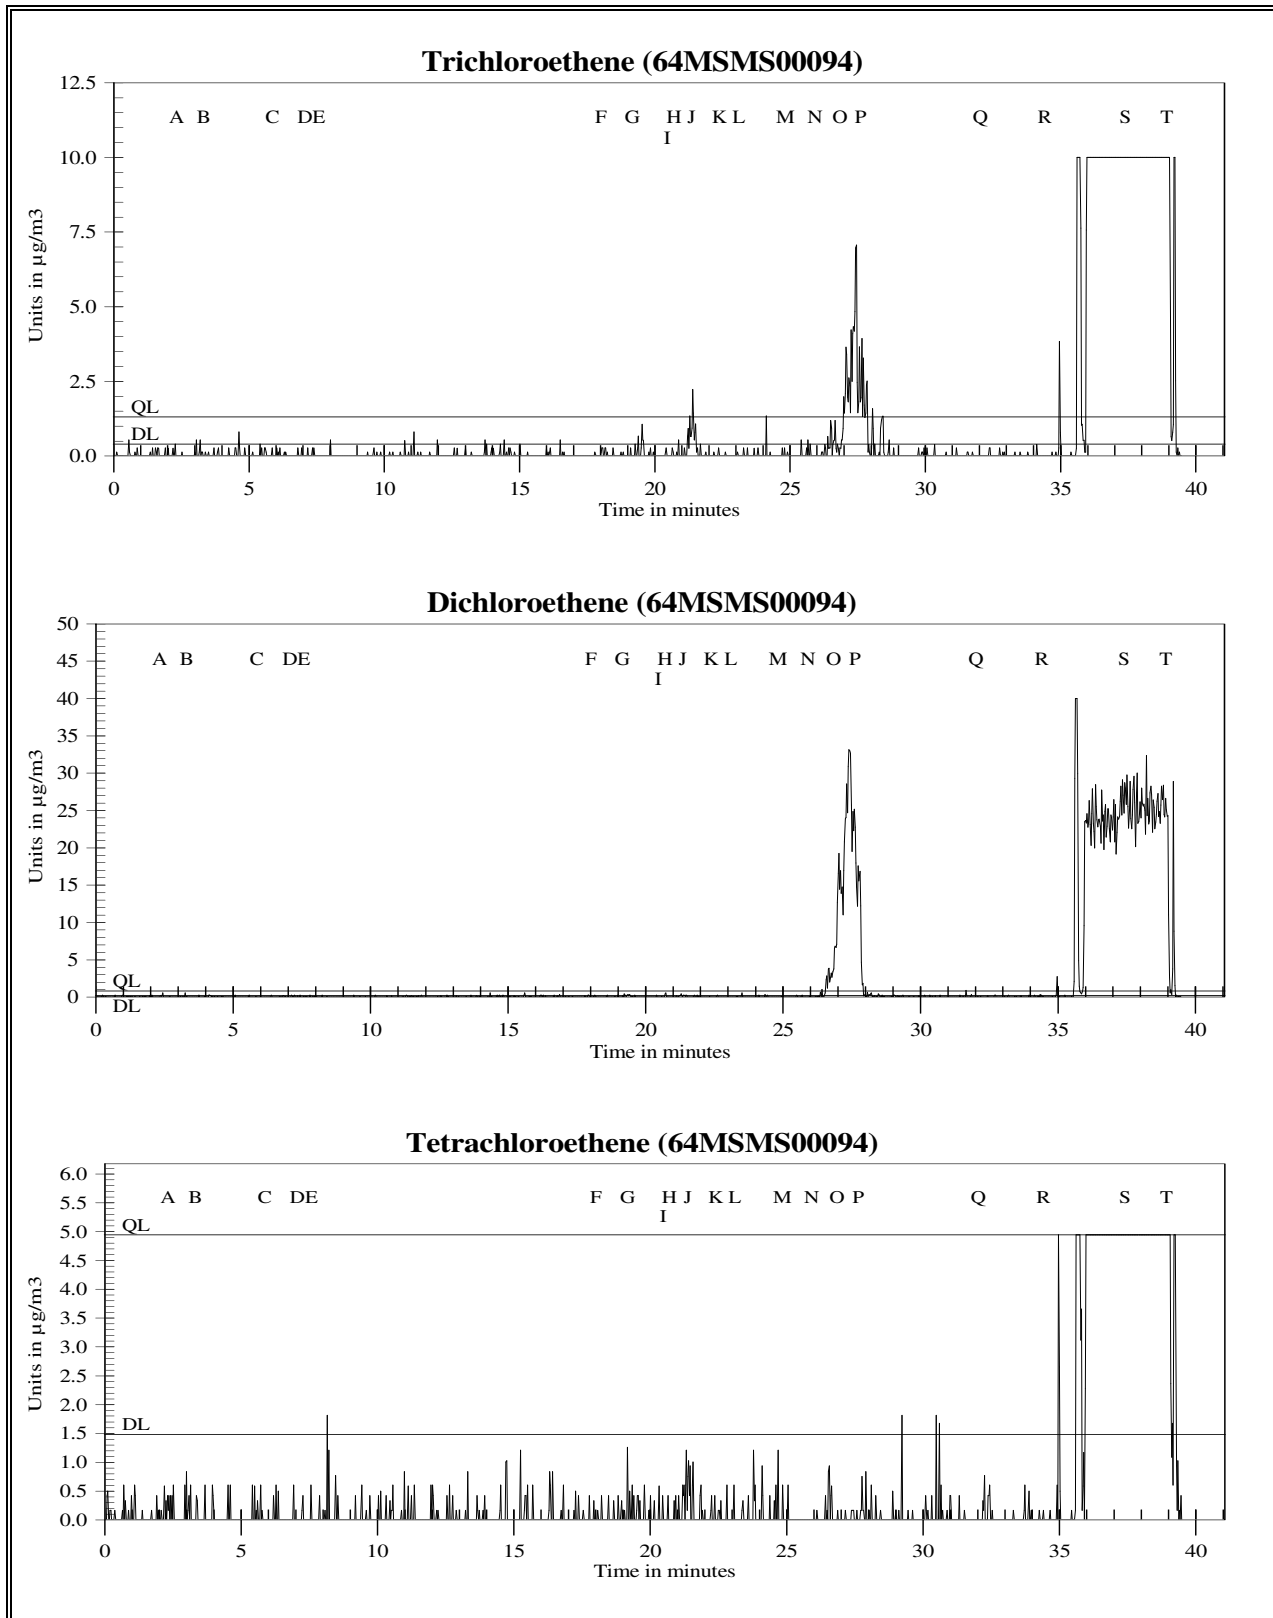 Trichloroethene (64MSMS00094)
12.5
A B C DE F G H J K L M N O P Q R S T
I
10.0
7.5
Units in µg/m3
5.0
2.5
QL
DL
0.0
0 5 10 15 20 25 30 35 40
Time in minutes
Dichloroethene (64MSMS00094)
50
45
A B C DE F G H J K L M N O P Q R S T
I
40
35
30
Units in µg/m3
25
20
15
10
5
QL
0
DL
0 5 10 15 20 25 30 35 40
Time in minutes
Tetrachloroethene (64MSMS00094)
6.0
A B C DE F G H J K L M N O P Q R S T
5.5
I
QL
5.0
4.5
4.0
3.5
Units in µg/m3
3.0
2.5
2.0
DL
1.5
1.0
0.5
0.0
0 5 10 15 20 25 30 35 40
Time in minutes